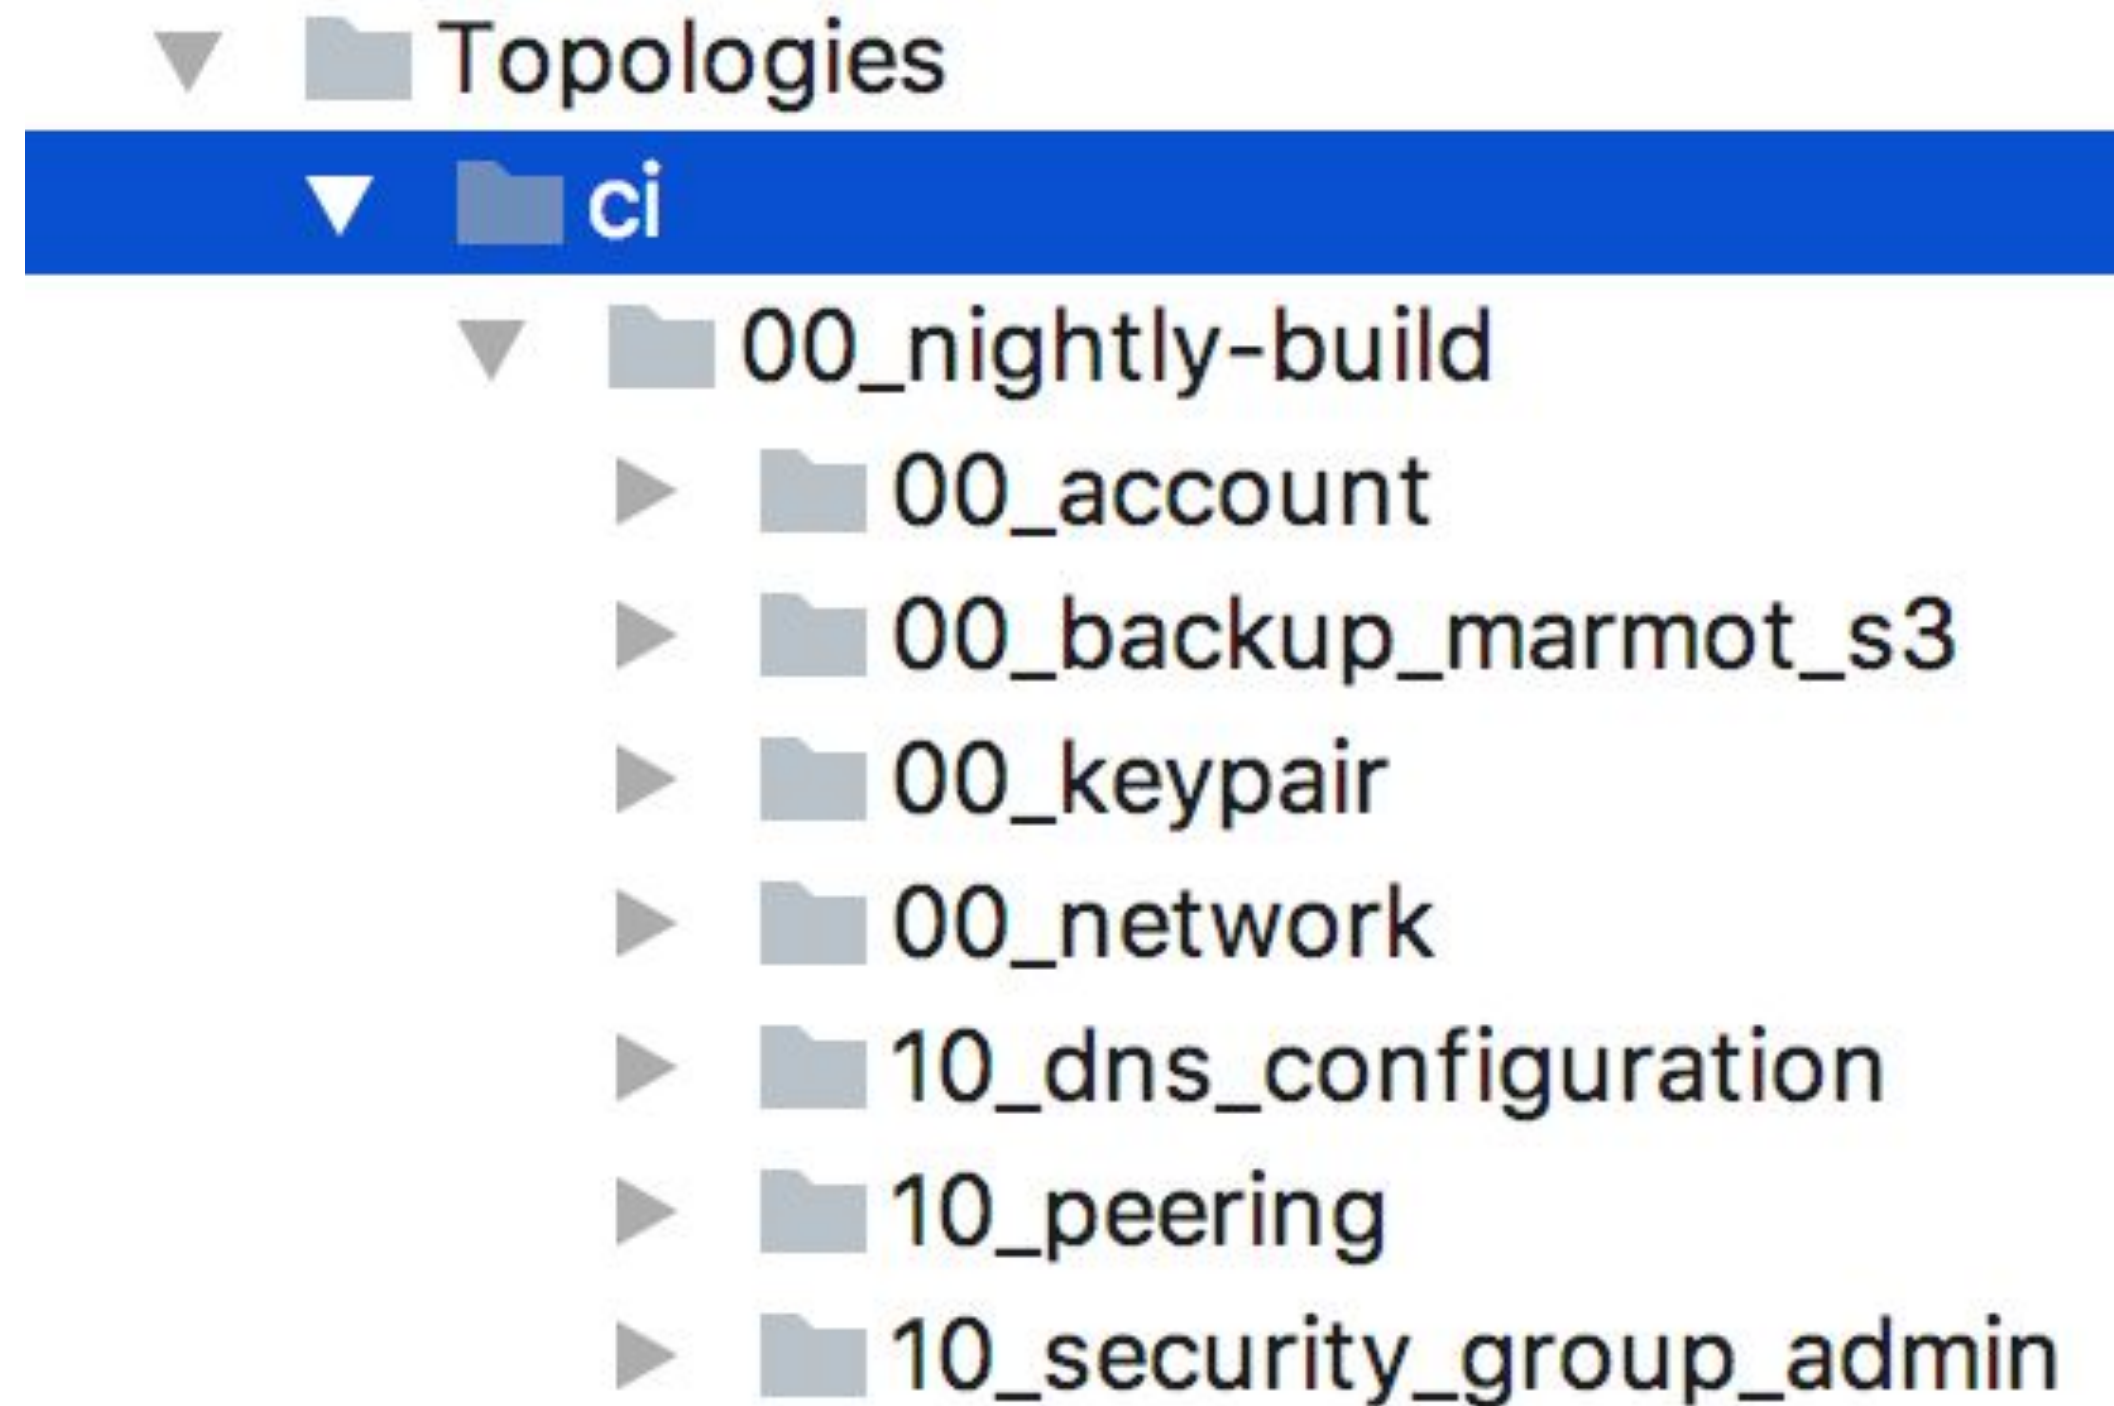 Topologies
ci
00_nightly-build
00_account
00_backup_marmot_s3
00_keypair
00_network
10_dns_configuration
10_peering
10_security_group_admin